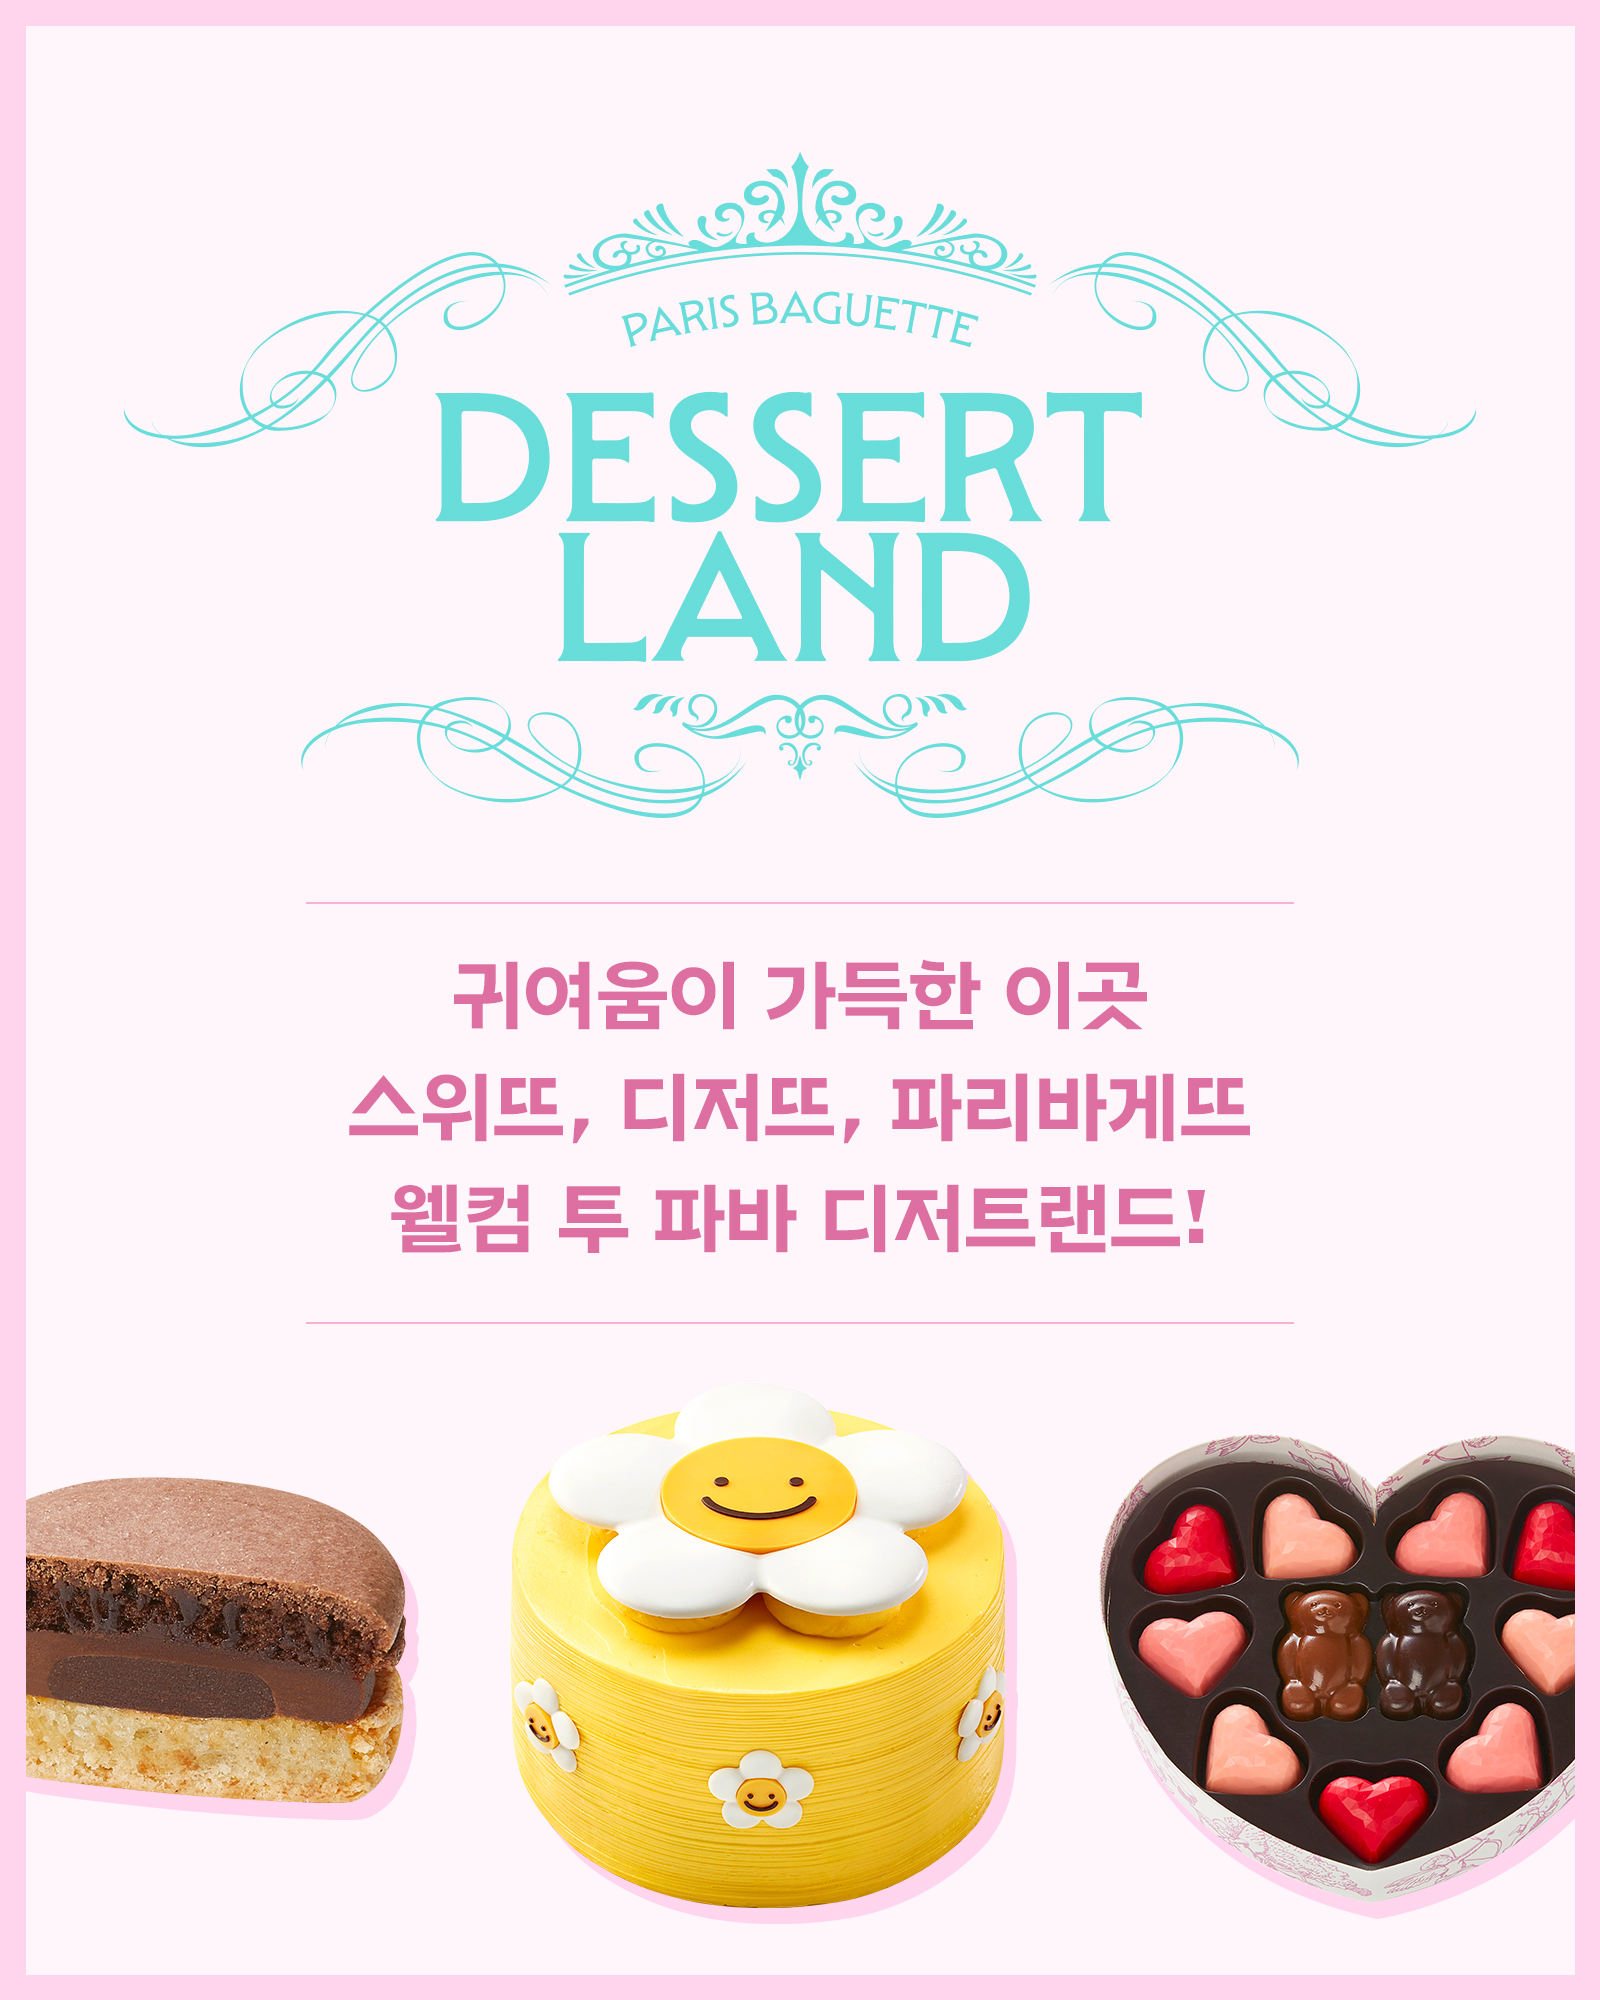 PARIS BAGUETTE
DESSERT
LAND
귀여움이 가득한 이곳
스위뜨, 디저뜨, 파리바게뜨
웰컴 투 파바 디저트랜드!